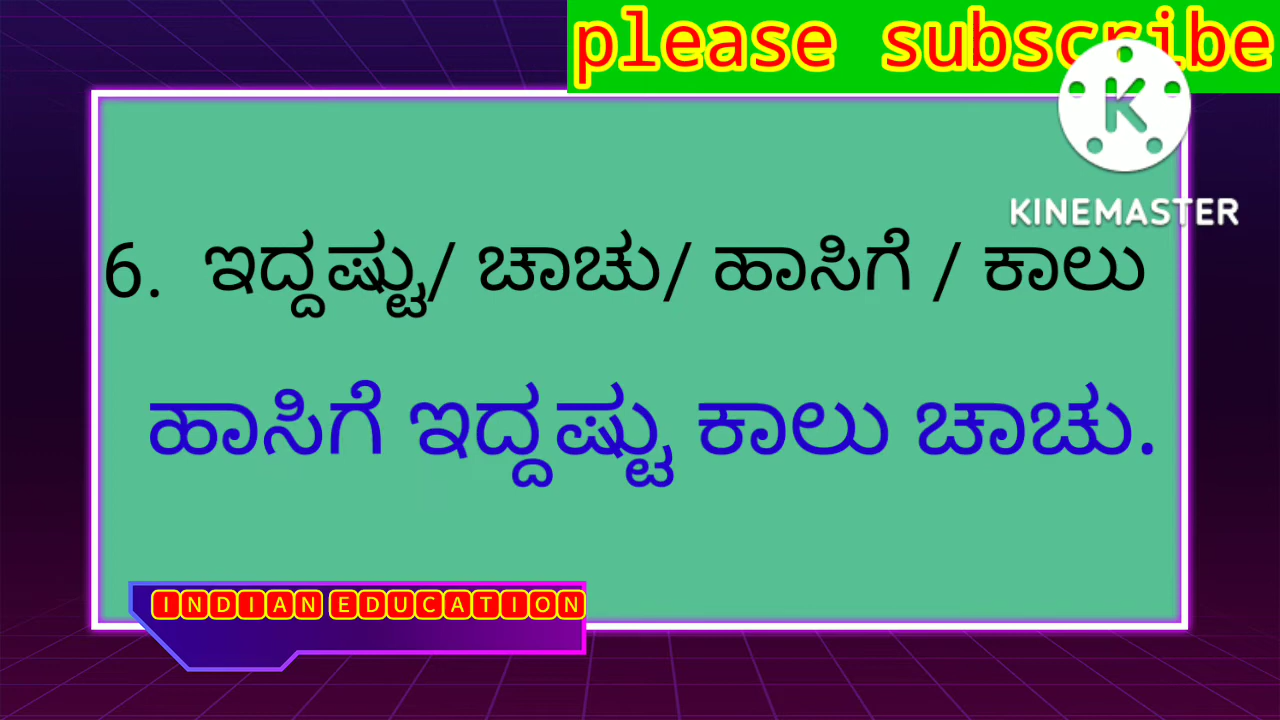 please subscribe
KINEMASTER
6. ಇದ್ದಷ್ಟು/ ಚಾಚು/ ಹಾಸಿಗೆ / ಕಾಲು
ಹಾಸಿಗೆ ಇದ್ದಷ್ಟು ಕಾಲು ಚಾಚು.
INDIAN EDUCATION